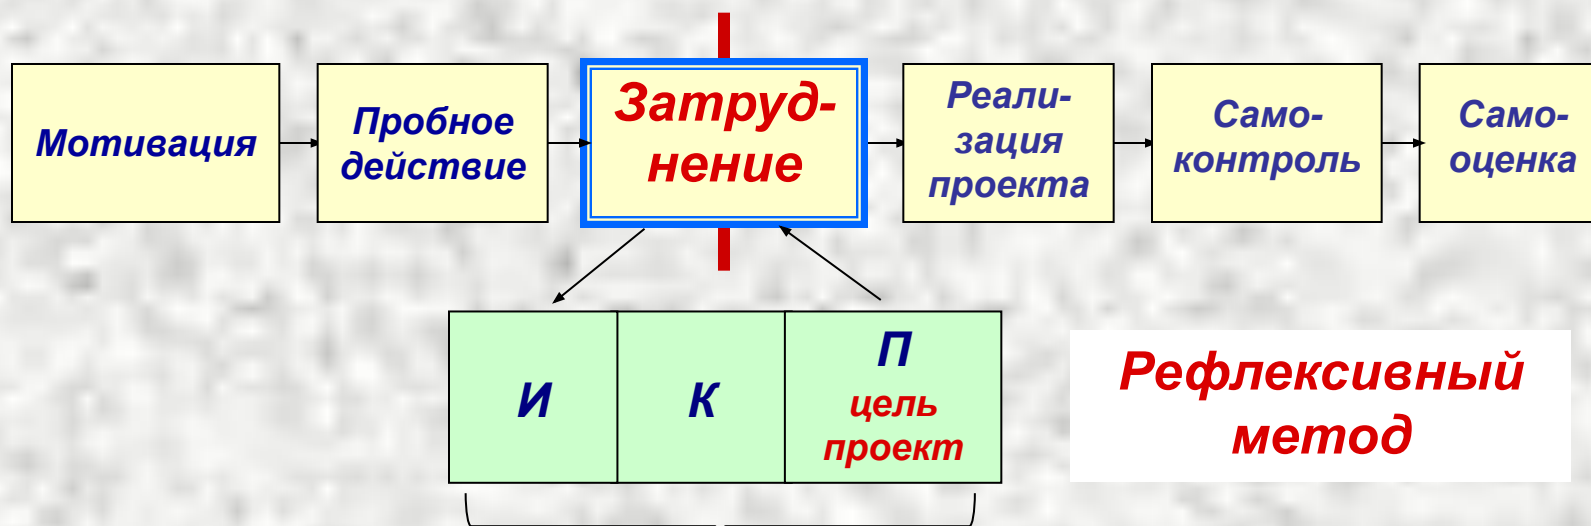 Мотивация
Пробное
действие
Затруд-
нение
Реали-
зация
проекта
Само-
контроль
Само-
оценка
И
К
П
цель
проект
Рефлексивный
метод